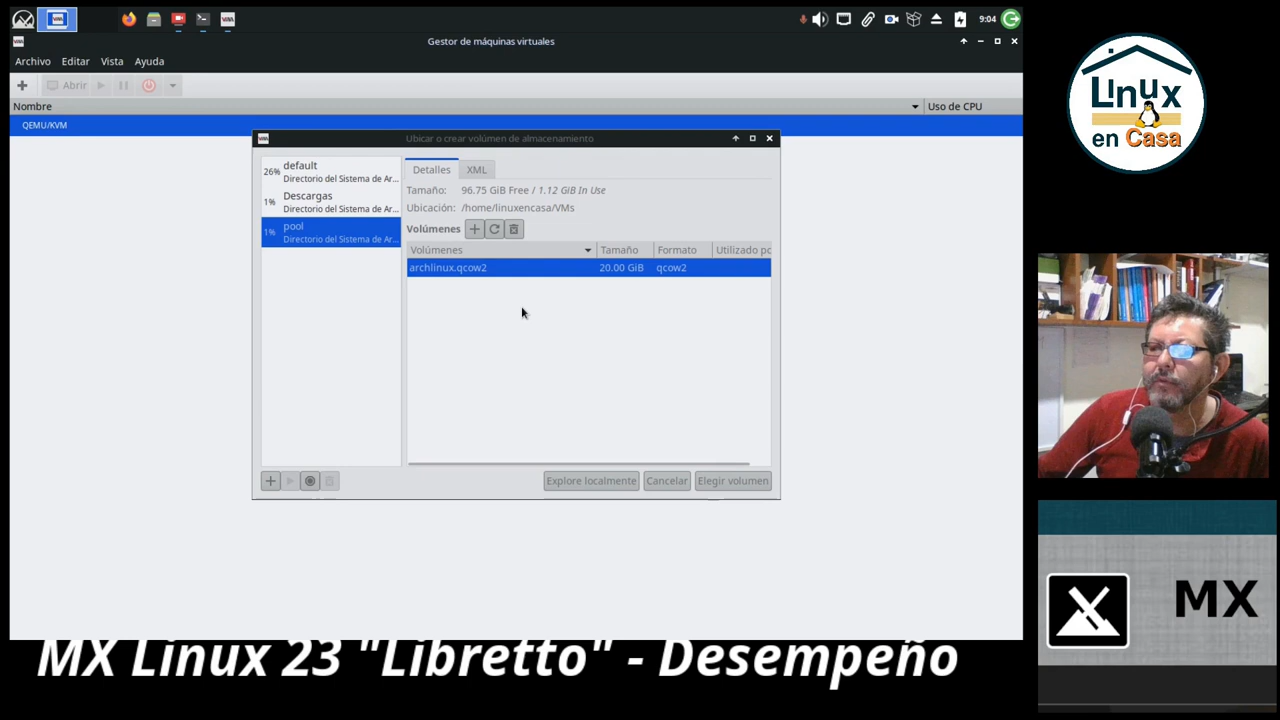 9:04
Gestor de máquinas virtuales
Archivo Editar Vista Ayuda
Abrir
Nombre Uso de CPU
QEMU/KVM
Ubicar o crear volúmen de almacenamiento
default
26% Directorio del Sistema de Ar...
Descargas
1% Directorio del Sistema de Ar...
pool
1% Directorio del Sistema de Ar...
Detalles XML
Tamaño: 96.75 GiB Free / 1.12 GiB In Use
Ubicación: /home/linuxencasa/VMs
Volúmenes
Volúmenes Tamaño Formato Utilizado po
archlinux.qcow2 20.00 GiB qcow2
Explore localmente Cancelar Elegir volumen
Linux
en Casa
MX
MX Linux 23 "Libretto" - Desempeño